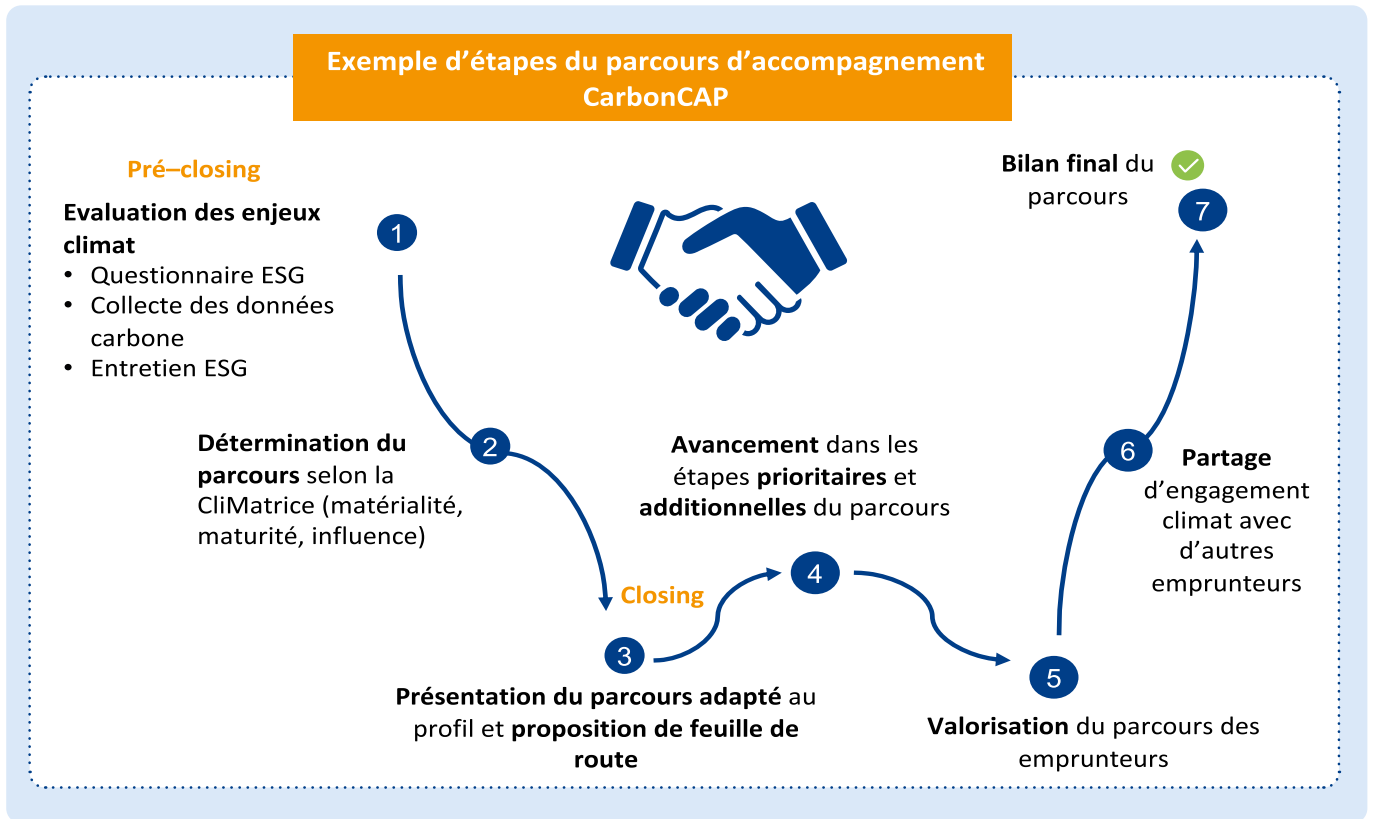 Exemple d’étapes du parcours d’accompagnement
CarbonCAP
Pré–closing
Evaluation des enjeux
climat
• Questionnaire ESG
• Collecte des données
carbone
• Entretien ESG
1
Détermination du
parcours selon la
CliMatrice (matérialité,
maturité, influence)
2
Closing
3
Présentation du parcours adapté au
profil et proposition de feuille de
route
Avancement dans les
étapes prioritaires et
additionnelles du parcours
4
5
Valorisation du parcours des
emprunteurs
6
Partage
d’engagement
climat avec
d’autres
emprunteurs
Bilan final du
parcours
7